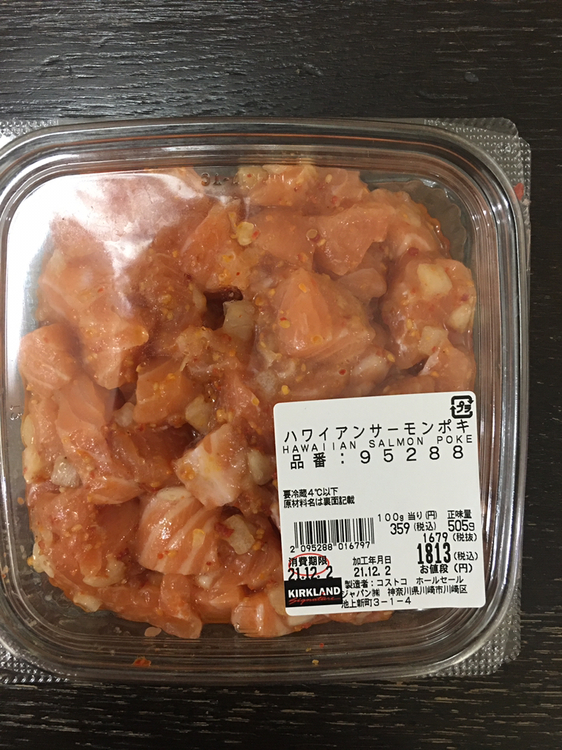 プラ
ハワイアンサーモンポキ
HAWAIIAN SALMON POKE
品番:95288
要冷蔵4℃以下
原材料名は裏面記載
100g当り(円) 正味量
359(税込) 505g
1679(税抜)
2 095288 016797
1813(税込)
消費期限 加工年月日 お値段(円)
21.12.2 21.12.2
KIRKLAND
Signature
製造者:コストコ ホールセール
ジャパン㈱ 神奈川県川崎市川崎区
池上新町3-1-4